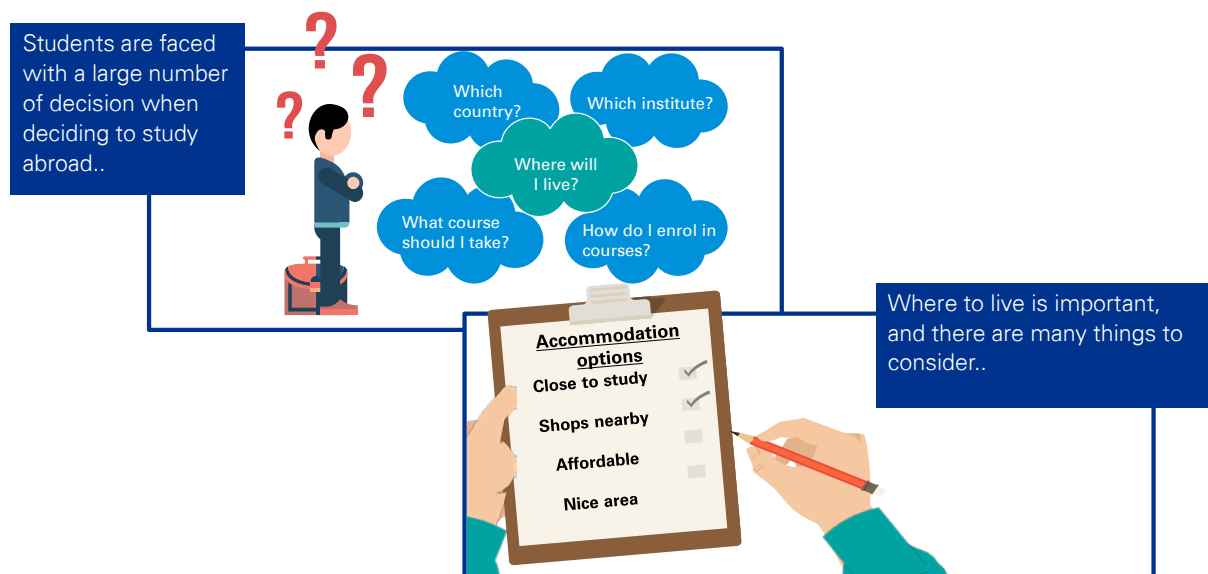 Students are faced
with a large number
of decision when
deciding to study
abroad..
?
?
?
Which
country?
Which institute?
Where will
I live?
What course
should I take?
How do I enrol in
courses?
Where to live is important,
and there are many things to
consider..
Accommodation
options
Close to study
Shops nearby
Affordable
Nice area